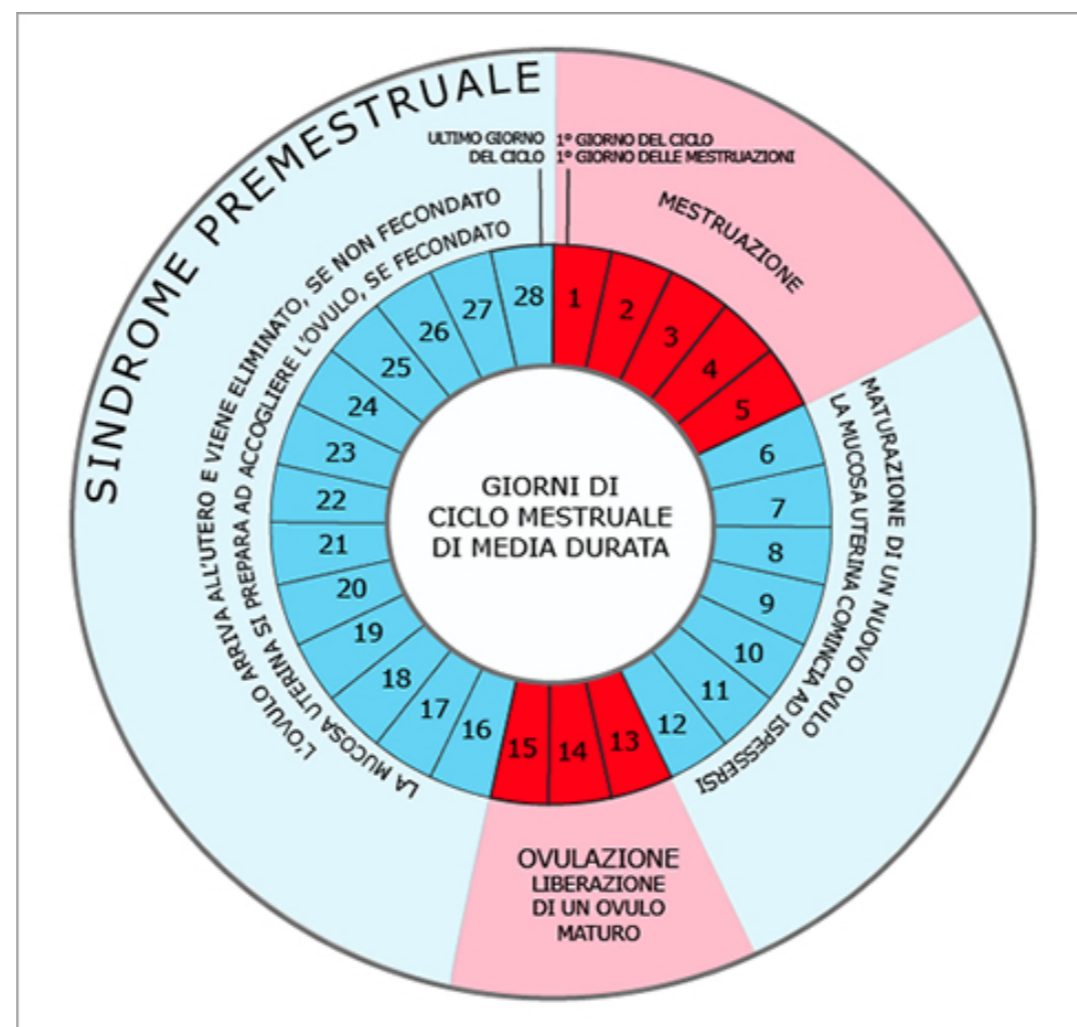 SINDROME PREMESTRUALE
ULTIMO GIORNO
DEL CICLO
1° GIORNO DEL CICLO
1° GIORNO DELLE MESTRUAZIONI
MESTRUAZIONE
MATURAZIONE DI UN NUOVO OVULO
LA MUCOSA UTERINA COMINCIA AD ISPESSERSI
OVULAZIONE
LIBERAZIONE
DI UN OVULO
MATURO
L'OVULO ARRIVA ALL'UTERO E VIENE ELIMINATO, SE NON FECONDATO
LA MUCOSA UTERINA SI PREPARA AD ACCOGLIERE L'OVULO, SE FECONDATO
1
2
3
4
5
6
7
8
9
10
11
12
13
14
15
16
17
18
19
20
21
22
23
24
25
26
27
28
GIORNI DI
CICLO MESTRUALE
DI MEDIA DURATA